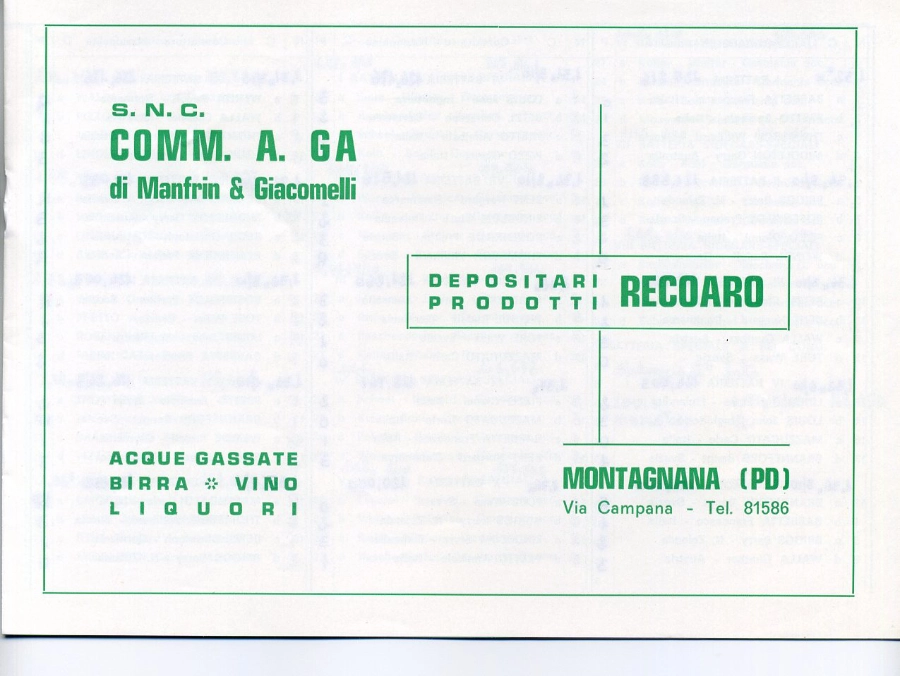 S.N.C.
COMM. A. GA
di Manfrin & Giacomelli
DEPOSITARI
PRODOTTI
RECOARO
ACQUE GASSATE
BIRRA ❊ VINO
LIQUORI
MONTAGNANA (PD)
Via Campana - Tel. 81586